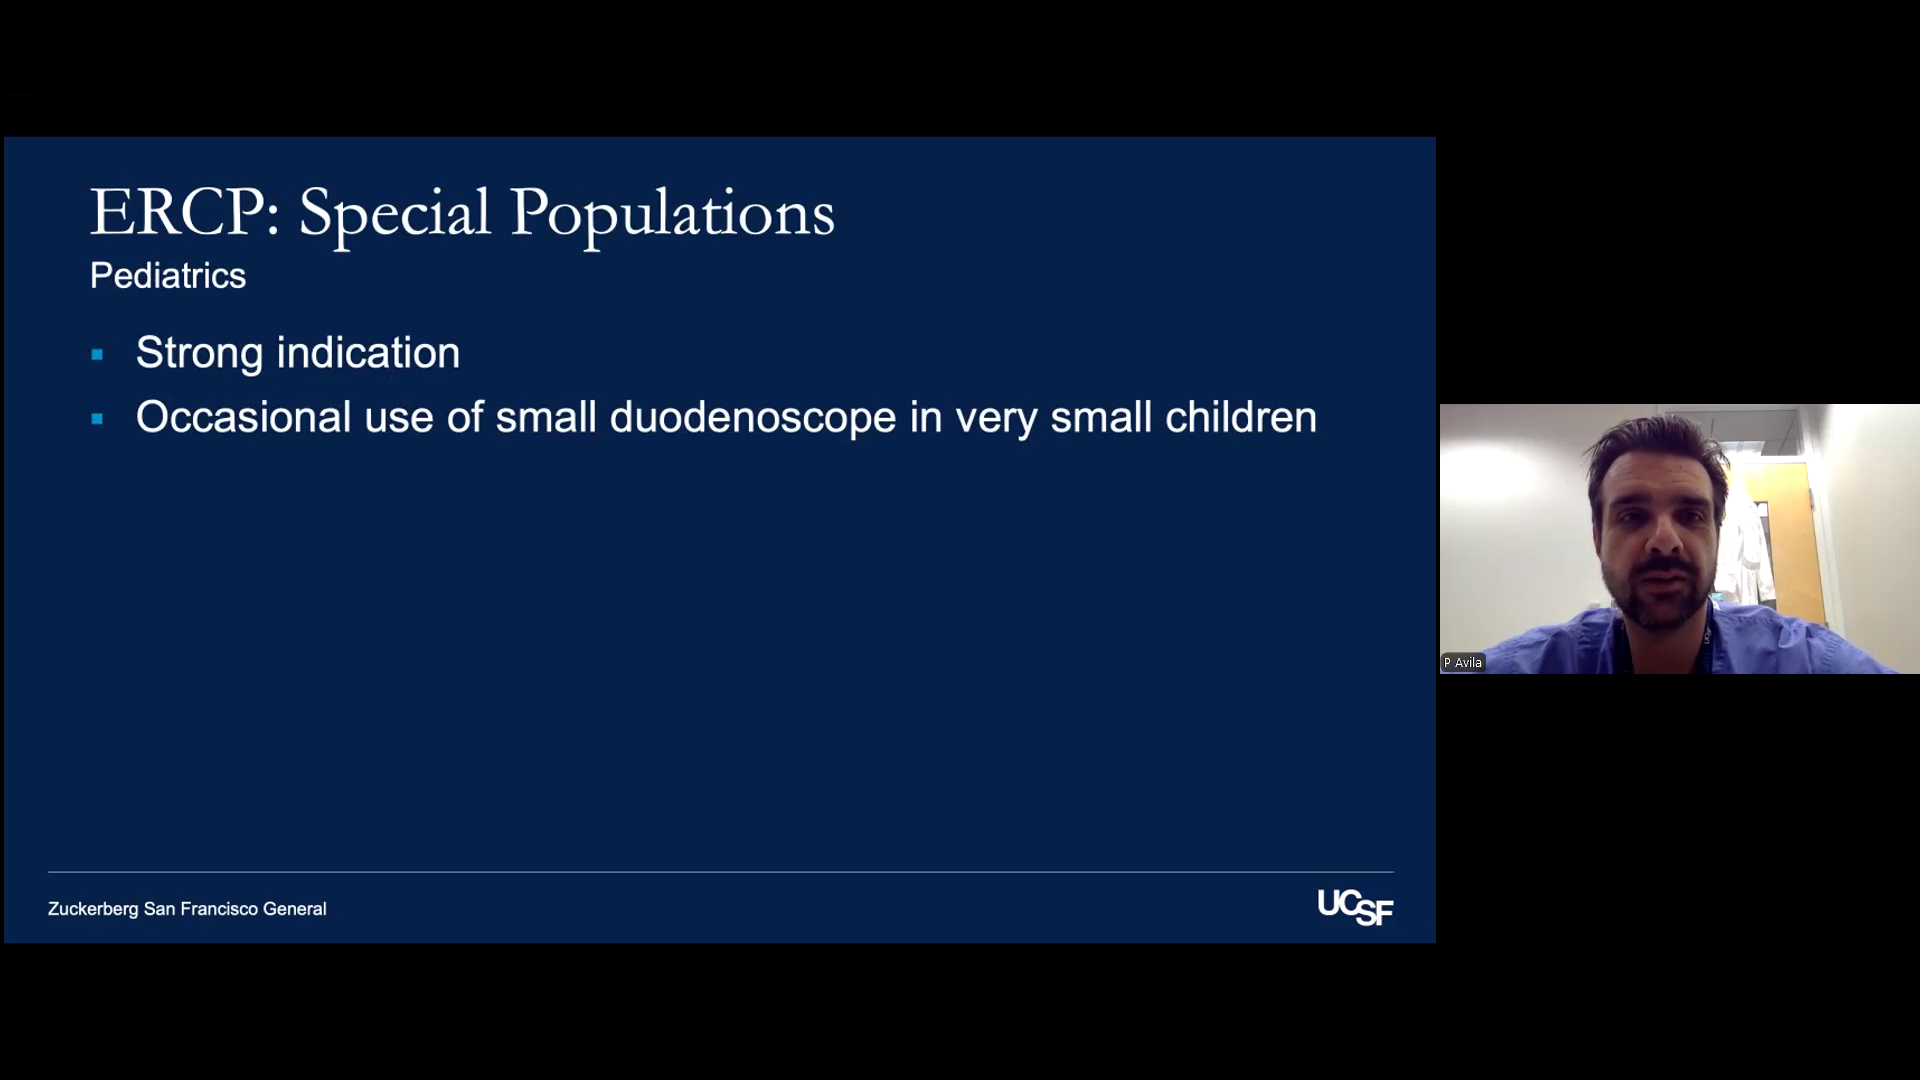 ERCP: Special Populations
Pediatrics
Strong indication
Occasional use of small duodenoscope in very small children
Zuckerberg San Francisco General
UCSF
P Avila